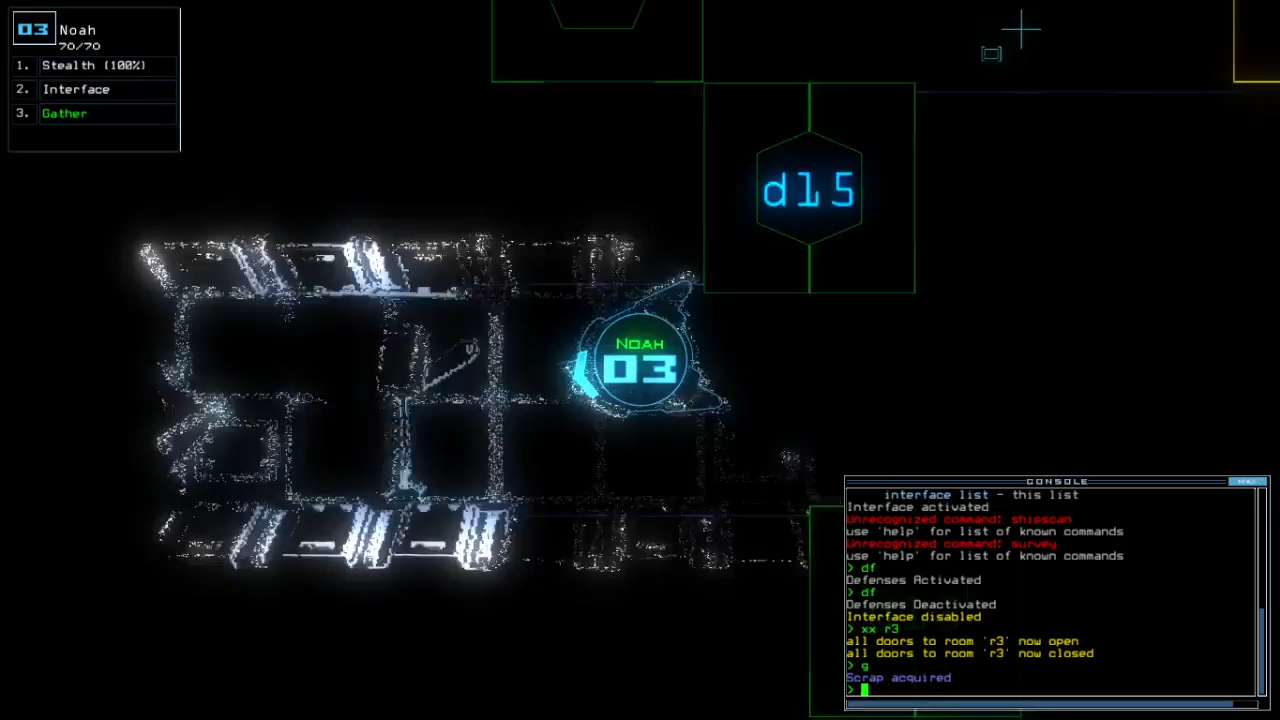 03 Noah
70/70
1. Stealth (100%)
2. Interface
3. Gather
d15
Noah
03
CONSOLE
interface list - this list
Interface activated
Unrecognized command: shipscan
use 'help' for list of known commands
Unrecognized command: survey
use 'help' for list of known commands
> df
Defenses Activated
> df
Defenses Deactivated
Interface disabled
> xx r3
all doors to room 'r3' now open
all doors to room 'r3' now closed
> g
Scrap acquired
>